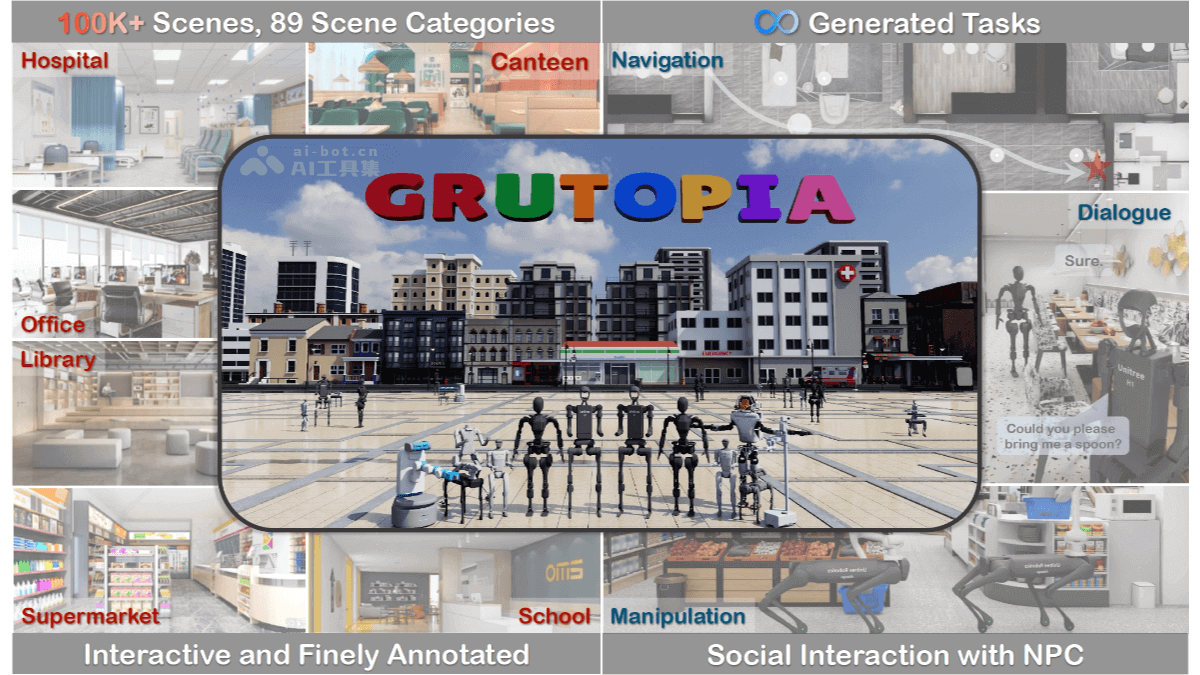 100K+ Scenes, 89 Scene Categories
∞ Generated Tasks
Hospital
Canteen
Navigation
ai-bot.cn
AI工具集
GRUTOPIA
Dialogue
Sure.
Office
Library
Unitree
H1
Could you please
bring me a spoon?
Supermarket
School
Manipulation
Interactive and Finely Annotated
Social Interaction with NPC